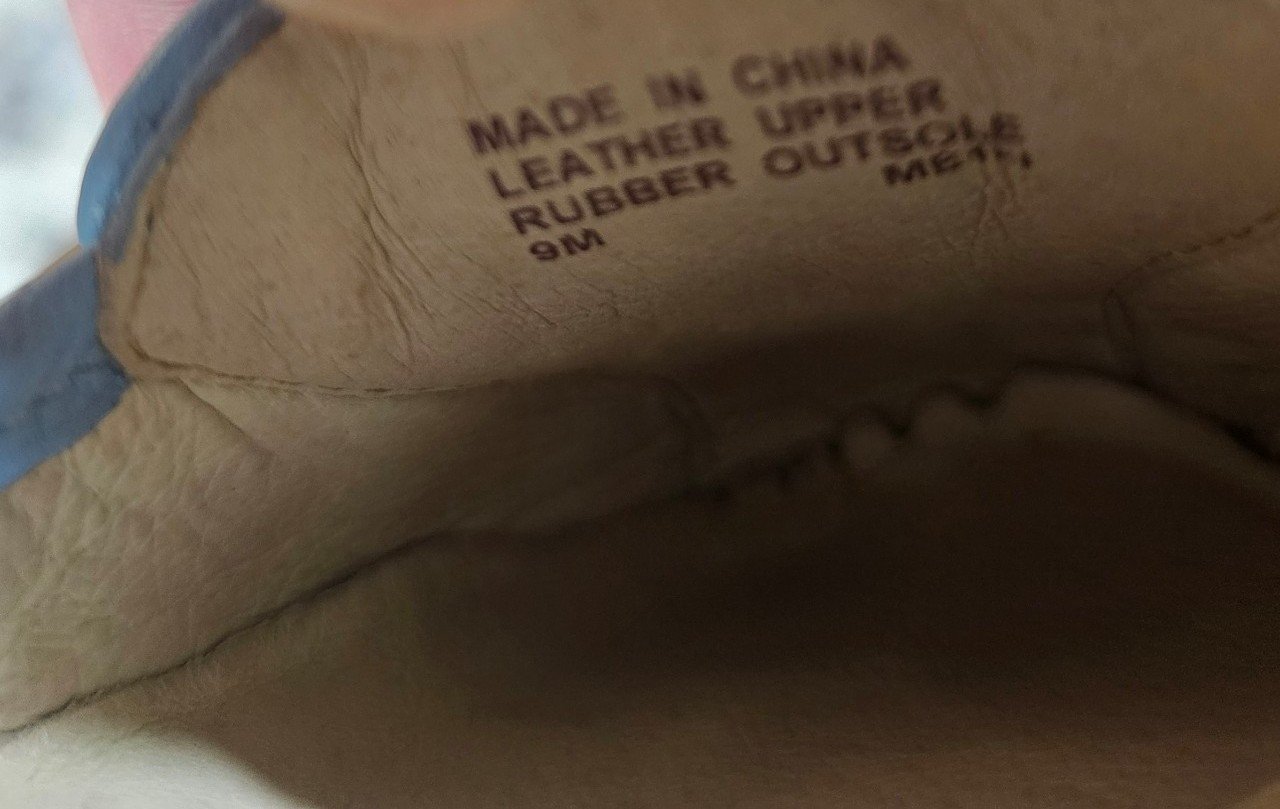 MADE IN CHINA
LEATHER UPPER
RUBBER OUTSOLE
9M